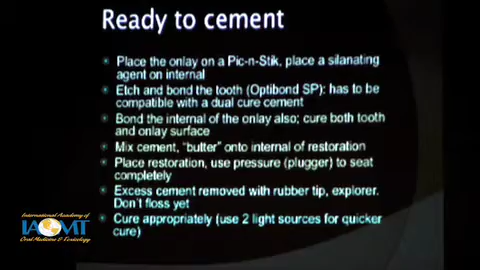 Ready to cement
Place the onlay on a Pic-n-Stik, place a silanating
agent on internal
Etch and bond the tooth (Optibond SP): has to be
compatible with a dual cure cement
Bond the internal of the onlay also; cure both tooth
and onlay surface
Mix cement, “butter” onto internal of restoration
Place restoration, use pressure (plugger) to seat
completely
Excess cement removed with rubber tip, explorer.
Don’t floss yet
Cure appropriately (use 2 light sources for quicker
cure)
International Academy of
IAOMT
Oral Medicine & Toxicology